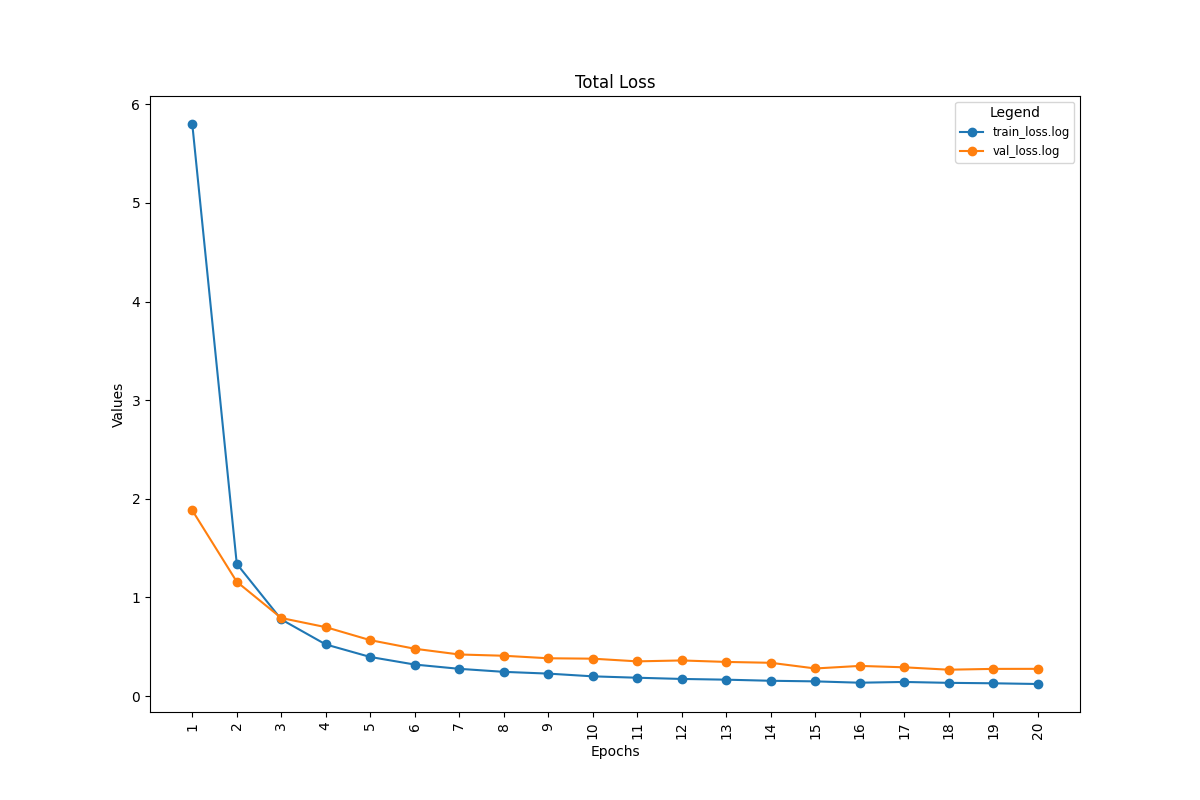 Total Loss
Legend
train_loss.log
val_loss.log
Values
6
5
4
3
2
1
0
1 2 3 4 5 6 7 8 9 10 11 12 13 14 15 16 17 18 19 20
Epochs